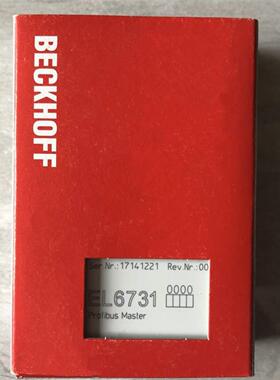 BECKHOFF
Ser Nr.:17141221 Rev.Nr.:00
EL6731 0000
Profibus Master